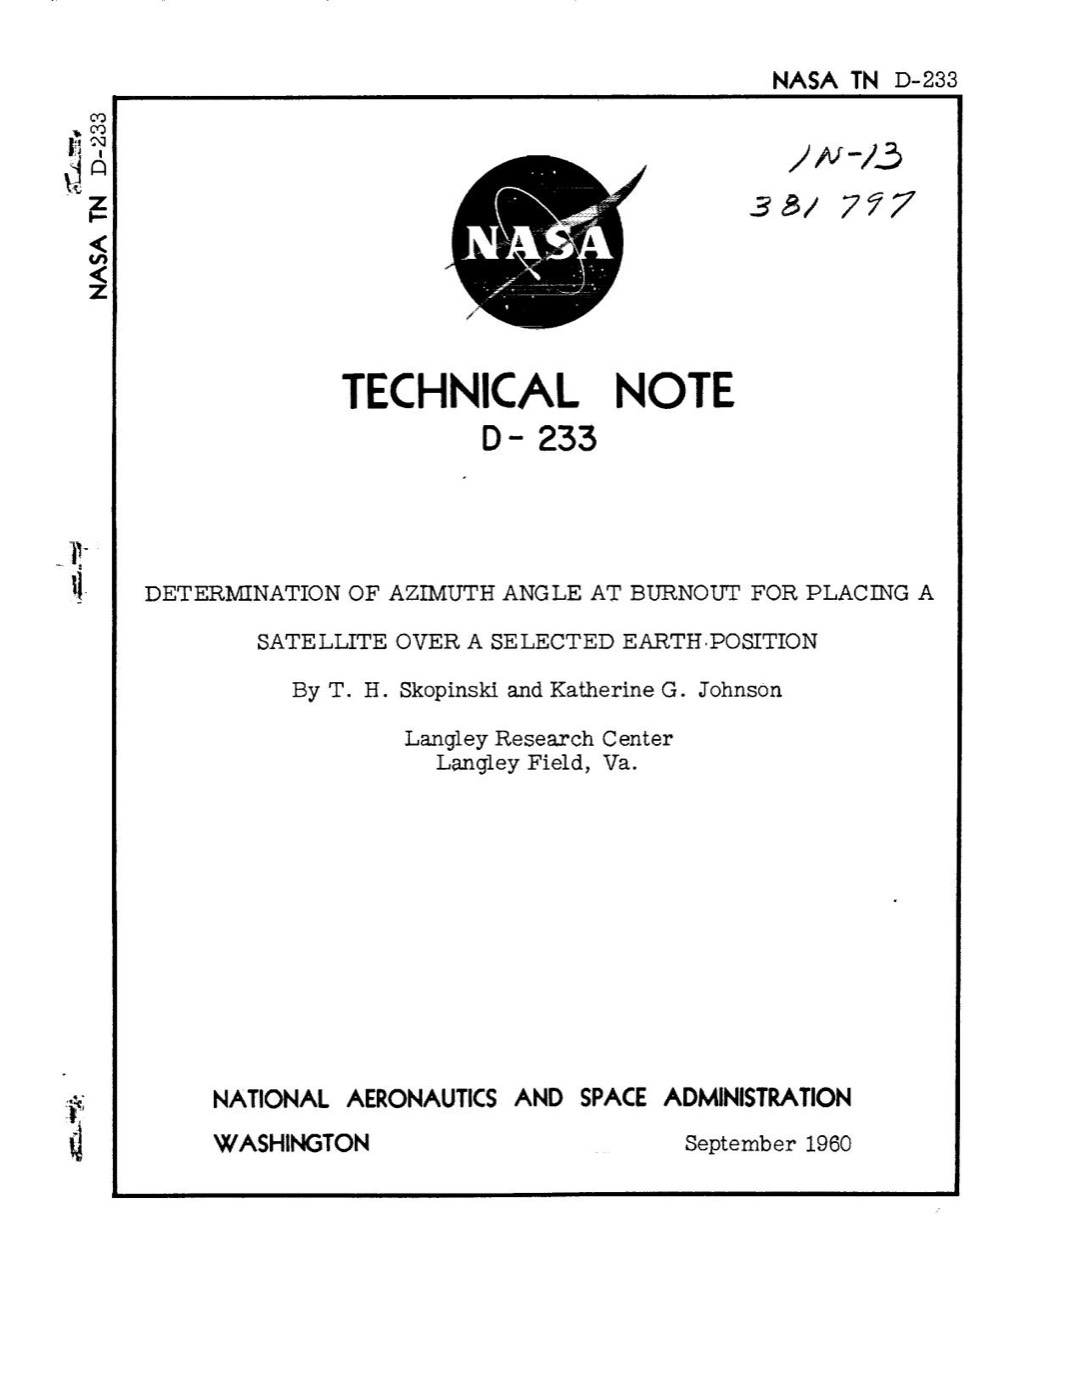 NASA TN D-233
NASA TN D-233
1N-13
381 797
NASA
TECHNICAL NOTE
D- 233
DETERMINATION OF AZIMUTH ANGLE AT BURNOUT FOR PLACING A
SATELLITE OVER A SELECTED EARTH POSITION
By T. H. Skopinski and Katherine G. Johnson
Langley Research Center
Langley Field, Va.
NATIONAL AERONAUTICS AND SPACE ADMINISTRATION
WASHINGTON September 1960